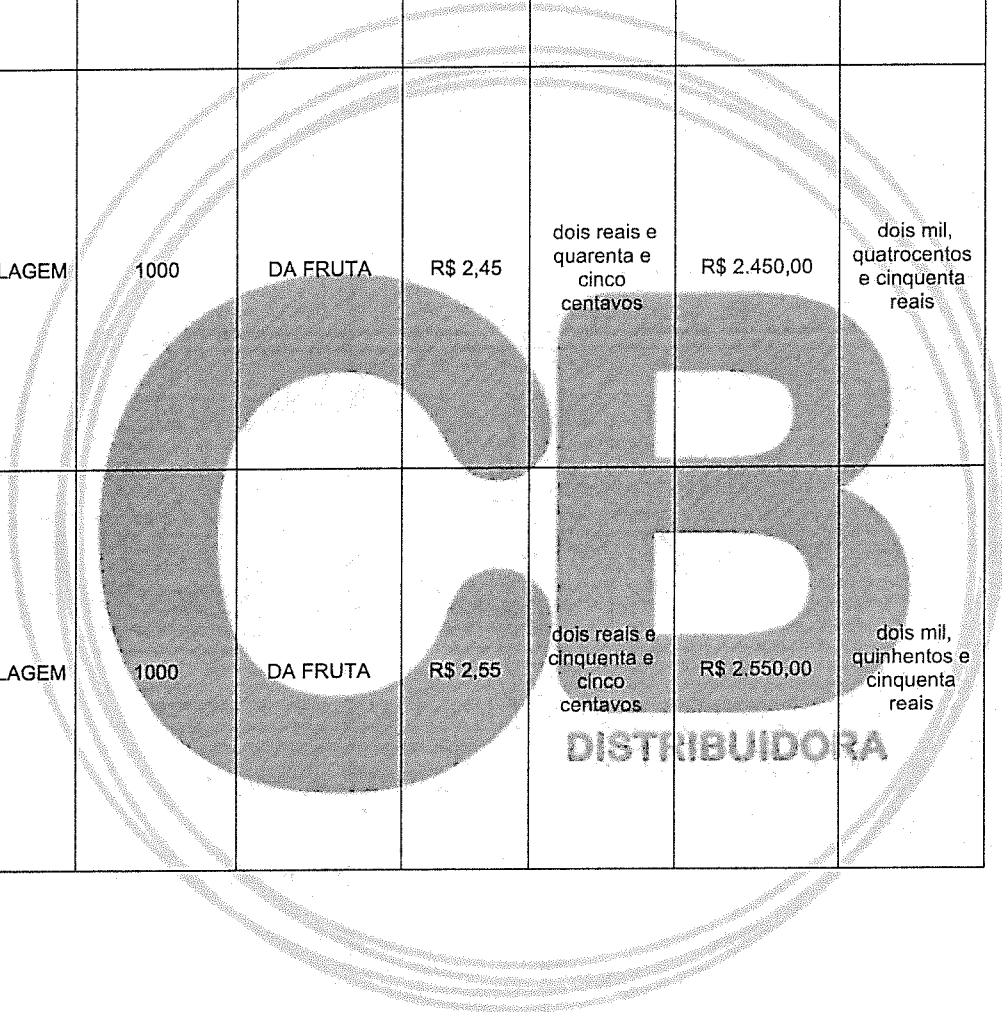 LAGEM 1000 DA FRUTA R$ 2,45 dois reais e quarenta e cinco centavos R$ 2.450,00 dois mil, quatrocentos e cinquenta reais
LAGEM 1000 DA FRUTA R$ 2,55 dois reais e cinquenta e cinco centavos R$ 2.550,00 dois mil, quinhentos e cinquenta reais
CB
DISTRIBUIDORA